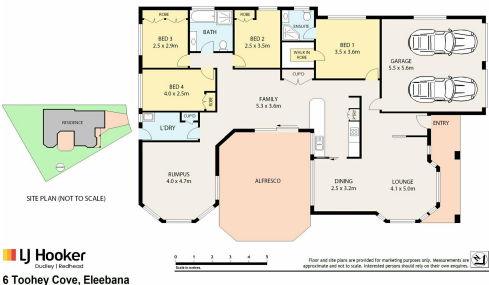 ROBE
ROBE
BED 3
2.5 x 2.9m
BATH
BED 2
2.5 x 3.5m
ENSUITE
WALK IN
ROBE
BED 1
3.5 x 3.6m
GARAGE
5.5 x 5.6m
CUP'D
BED 4
4.0 x 2.5m
ROBE
FAMILY
5.3 x 3.6m
CUP'D
L'DRY
ENTRY
RESIDENCE
RUMPUS
4.0 x 4.7m
ALFRESCO
DINING
2.5 x 3.2m
LOUNGE
4.1 x 5.0m
SITE PLAN (NOT TO SCALE)
LJ Hooker
Dudley | Redhead
0 1 2 3 4 5
Scale in metres.
Floor and site plans are provided for marketing purposes only. Measurements are
approximate and not to scale. Interested persons should rely on their own enquires.
6 Toohey Cove, Eleebana